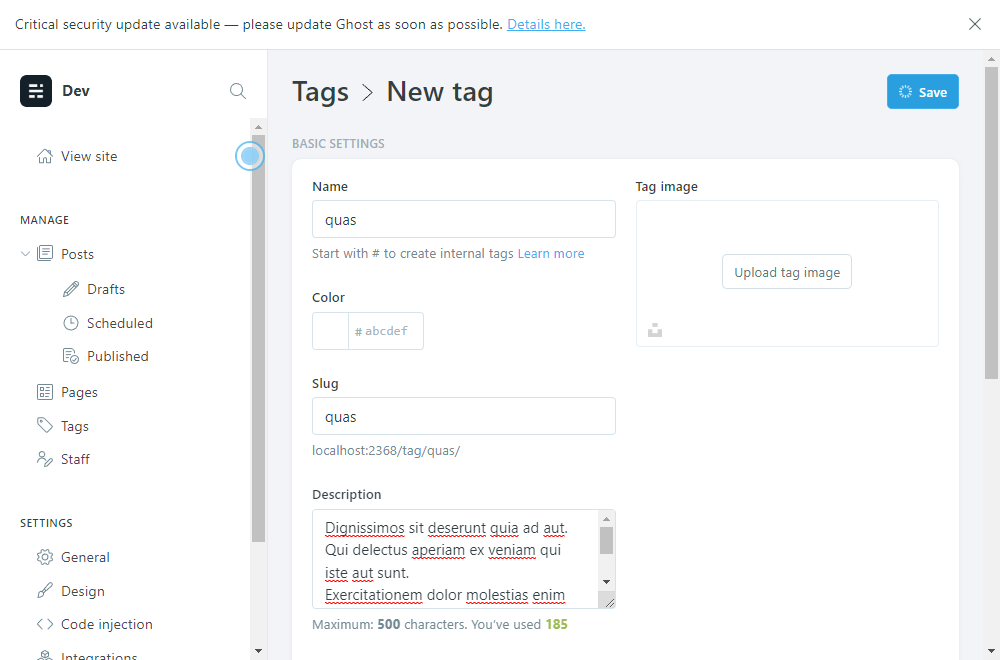 Critical security update available — please update Ghost as soon as possible. Details here.
Dev
View site
MANAGE
Posts
Drafts
Scheduled
Published
Pages
Tags
Staff
SETTINGS
General
Design
Code injection
Integrations
Tags > New tag
Save
BASIC SETTINGS
Name
quas
Start with # to create internal tags Learn more
Color
# abcdef
Slug
quas
localhost:2368/tag/quas/
Description
Dignissimos sit deserunt quia ad aut.
Qui delectus aperiam ex veniam qui
iste aut sunt.
Exercitationem dolor molestias enim
Maximum: 500 characters. You've used 185
Tag image
Upload tag image